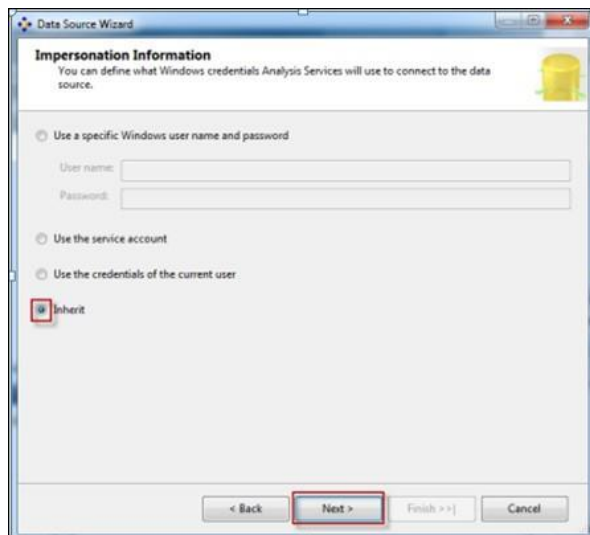 Data Source Wizard
Impersonation Information
You can define what Windows credentials Analysis Services will use to connect to the data
source.
Use a specific Windows user name and password
User name:
Password:
Use the service account
Use the credentials of the current user
Inherit
< Back Next > Finish >>| Cancel